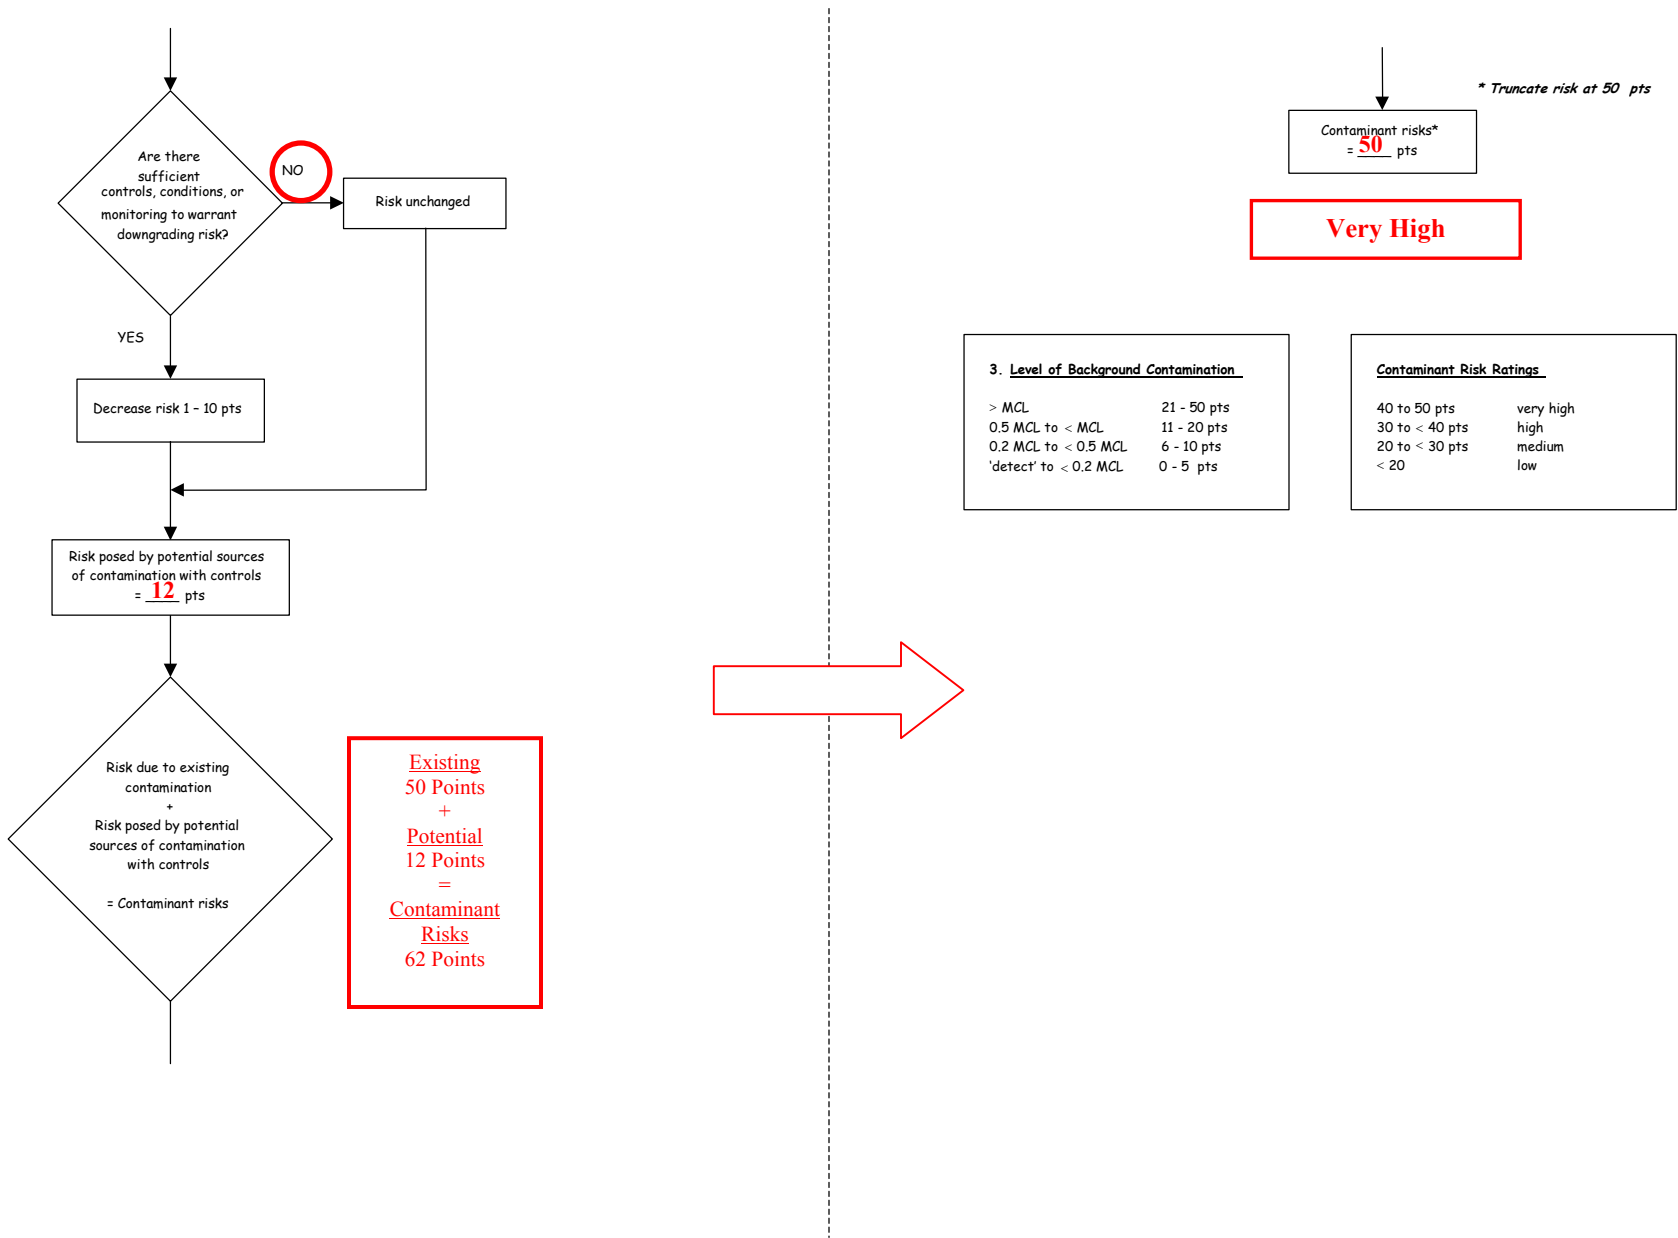 Are there
sufficient
controls, conditions, or
monitoring to warrant
downgrading risk?
NO
Risk unchanged
YES
Decrease risk 1 - 10 pts
Risk posed by potential sources
of contamination with controls
= 12 pts
Risk due to existing
contamination
+
Risk posed by potential
sources of contamination
with controls
= Contaminant risks
Existing
50 Points
+
Potential
12 Points
=
Contaminant
Risks
62 Points
* Truncate risk at 50 pts
Contaminant risks*
= 50 pts
Very High
3. Level of Background Contamination
> MCL 21 - 50 pts
0.5 MCL to < MCL 11 - 20 pts
0.2 MCL to < 0.5 MCL 6 - 10 pts
'detect' to < 0.2 MCL 0 - 5 pts
Contaminant Risk Ratings
40 to 50 pts very high
30 to < 40 pts high
20 to < 30 pts medium
< 20 low